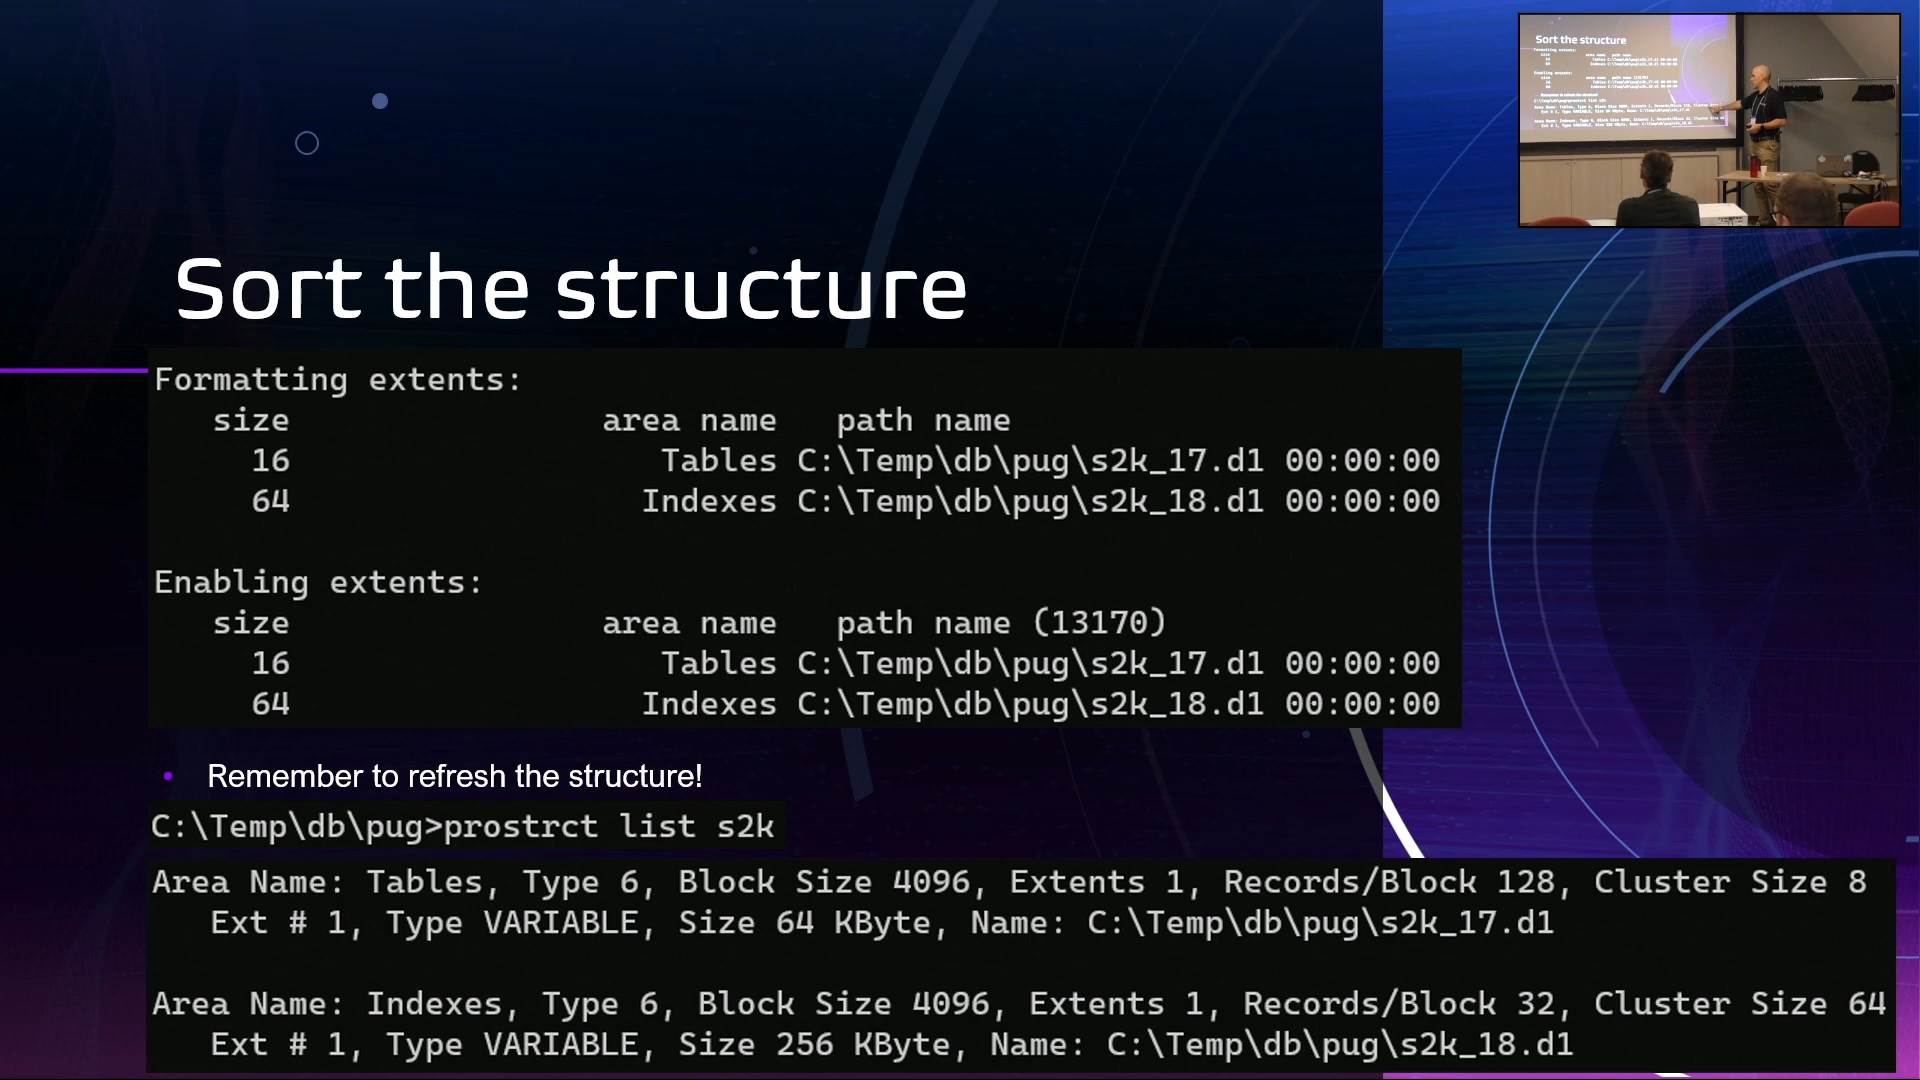 Sort the structure
Formatting extents:
size area name path name
16 Tables C:\Temp\db\pug\s2k_17.d1 00:00:00
64 Indexes C:\Temp\db\pug\s2k_18.d1 00:00:00
Enabling extents:
size area name path name (13170)
16 Tables C:\Temp\db\pug\s2k_17.d1 00:00:00
64 Indexes C:\Temp\db\pug\s2k_18.d1 00:00:00
Remember to refresh the structure!
C:\Temp\db\pug>prostrct list s2k
Area Name: Tables, Type 6, Block Size 4096, Extents 1, Records/Block 128, Cluster Size 8
Ext # 1, Type VARIABLE, Size 64 KByte, Name: C:\Temp\db\pug\s2k_17.d1
Area Name: Indexes, Type 6, Block Size 4096, Extents 1, Records/Block 32, Cluster Size 64
Ext # 1, Type VARIABLE, Size 256 KByte, Name: C:\Temp\db\pug\s2k_18.d1
Sort the structure